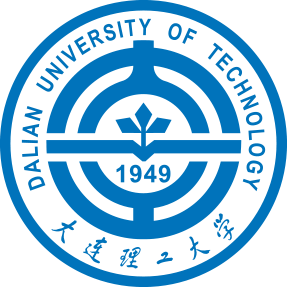 DALIAN UNIVERSITY OF TECHNOLOGY
1949
大连理工大学